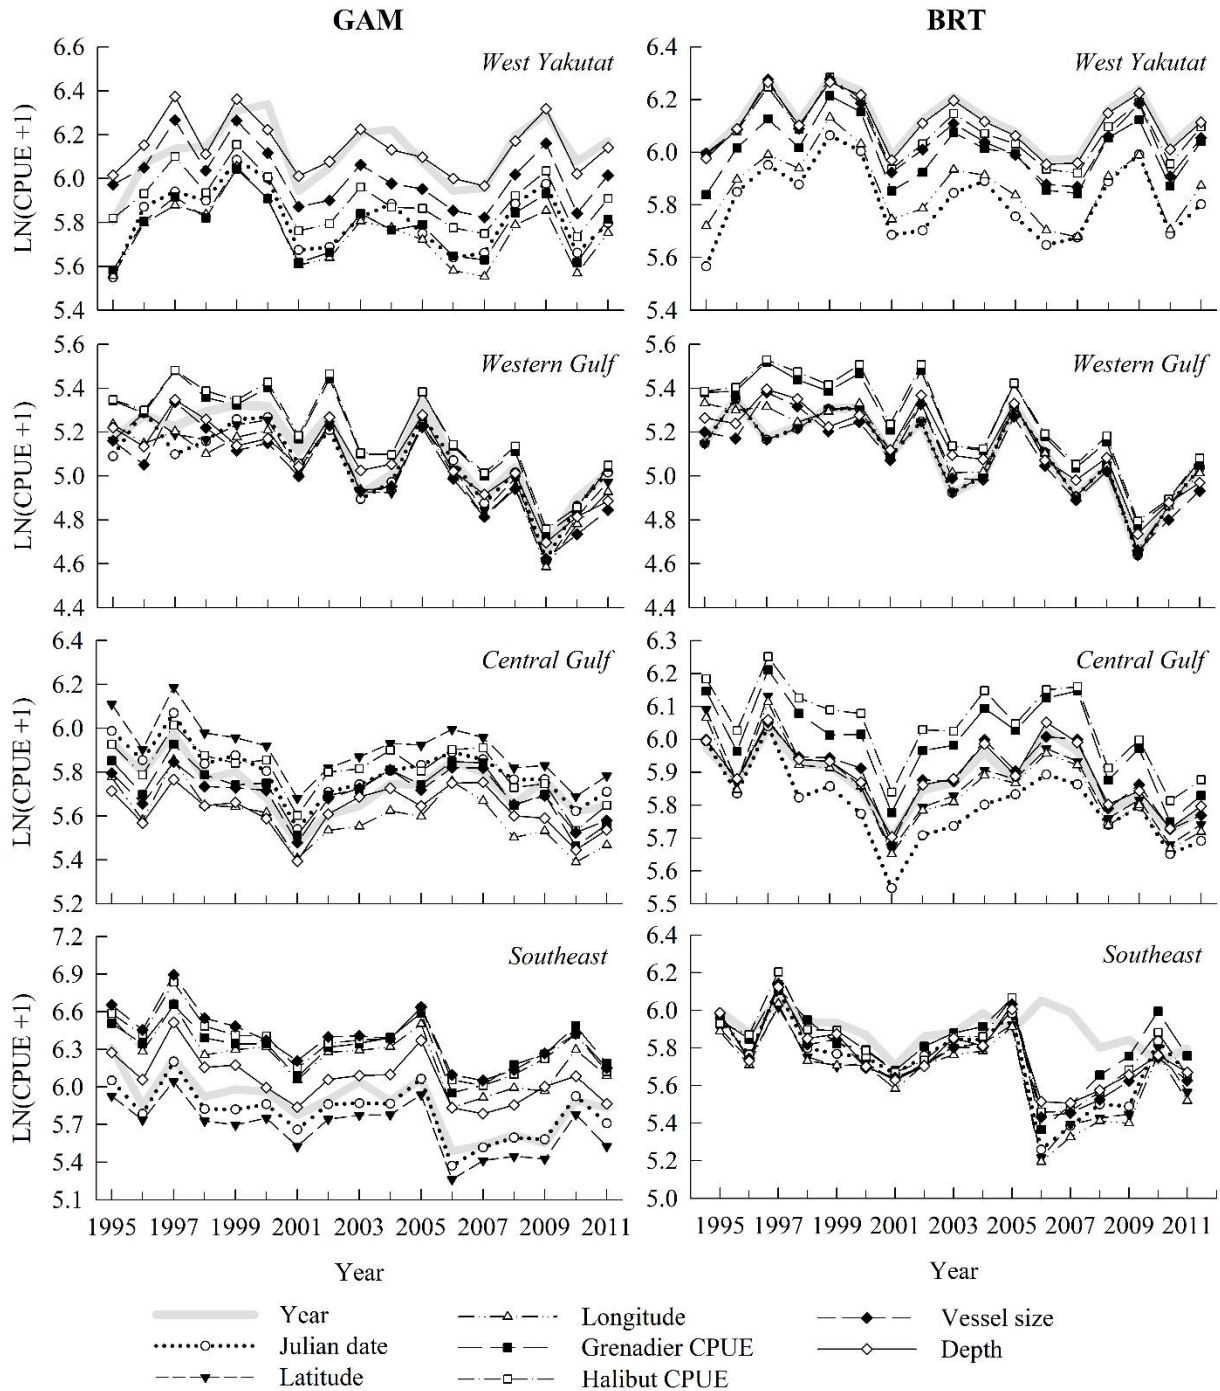 GAM
BRT
West Yakutat
West Yakutat
LN(CPUE +1)
6.6
6.4
6.2
6.0
5.8
5.6
5.4
6.4
6.2
6.0
5.8
5.6
5.4
Western Gulf
Western Gulf
LN(CPUE +1)
5.6
5.4
5.2
5.0
4.8
4.6
4.4
5.6
5.4
5.2
5.0
4.8
4.6
4.4
Central Gulf
Central Gulf
LN(CPUE +1)
6.4
6.2
6.0
5.8
5.6
5.4
5.2
6.3
6.2
6.1
6.0
5.9
5.8
5.7
5.6
5.5
Southeast
Southeast
LN(CPUE +1)
7.2
6.9
6.6
6.3
6.0
5.7
5.4
5.1
6.4
6.2
6.0
5.8
5.6
5.4
5.2
5.0
1995 1997 1999 2001 2003 2005 2007 2009 2011
1995 1997 1999 2001 2003 2005 2007 2009 2011
Year
Year
Year
Julian date
Latitude
Longitude
Grenadier CPUE
Halibut CPUE
Vessel size
Depth